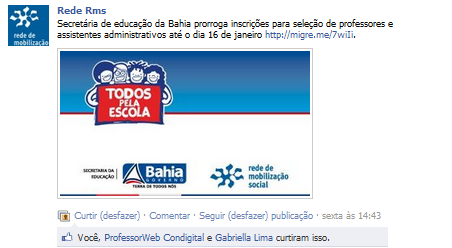 Rede Rms
Secretária de educação da Bahia prorroga inscrições para seleção de professores e
assistentes administrativos até o dia 16 de janeiro http://migre.me/7wiIi.
rede de
mobilização
social
TODOS
PELA
ESCOLA
SECRETARIA DA
EDUCAÇÃO
Bahia
GOVERNO
TERRA DE TODOS NÓS
rede de
mobilização
social
Curtir (desfazer) · Comentar · Seguir (desfazer) publicação · sexta às 14:43
Você, ProfessorWeb Condigital e Gabriella Lima curtiram isso.